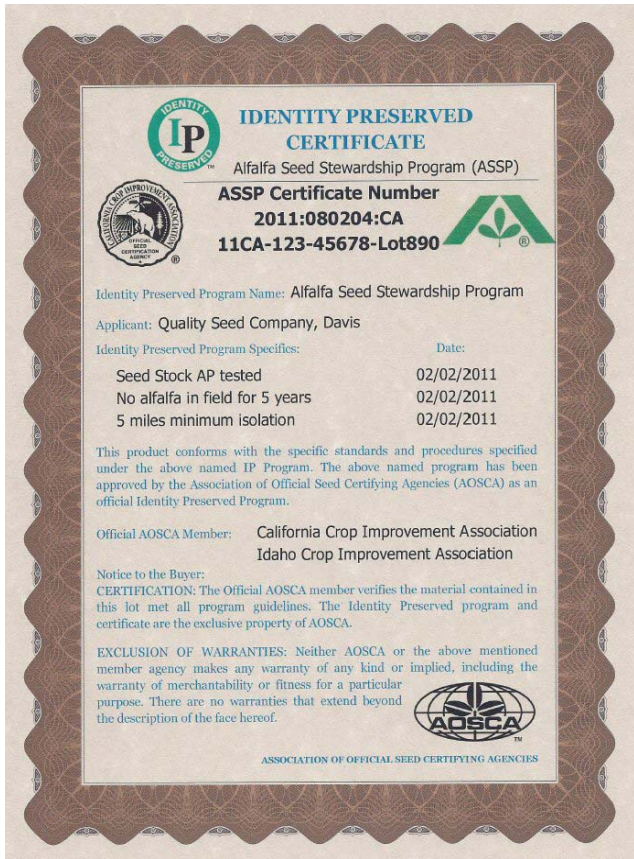 IDENTITY
IP
PRESERVED
TM
IDENTITY PRESERVED
CERTIFICATE
Alfalfa Seed Stewardship Program (ASSP)
CALIFORNIA CROP IMPROVEMENT ASSOCIATION
OFFICIAL
SEED
CERTIFICATION
AGENCY
®
ASSP Certificate Number
2011:080204:CA
11CA-123-45678-Lot890
®
Identity Preserved Program Name: Alfalfa Seed Stewardship Program
Applicant: Quality Seed Company, Davis
Identity Preserved Program Specifics: Date:
Seed Stock AP tested 02/02/2011
No alfalfa in field for 5 years 02/02/2011
5 miles minimum isolation 02/02/2011
This product conforms with the specific standards and procedures specified
under the above named IP Program. The above named program has been
approved by the Association of Official Seed Certifying Agencies (AOSCA) as an
official Identity Preserved Program.
Official AOSCA Member: California Crop Improvement Association
Idaho Crop Improvement Association
Notice to the Buyer:
CERTIFICATION: The Official AOSCA member verifies the material contained in
this lot met all program guidelines. The Identity Preserved program and
certificate are the exclusive property of AOSCA.
EXCLUSION OF WARRANTIES: Neither AOSCA or the above mentioned
member agency makes any warranty of any kind or implied, including the
warranty of merchantability or fitness for a particular
purpose. There are no warranties that extend beyond
the description of the face hereof.
AOSCA
TM
ASSOCIATION OF OFFICIAL SEED CERTIFYING AGENCIES